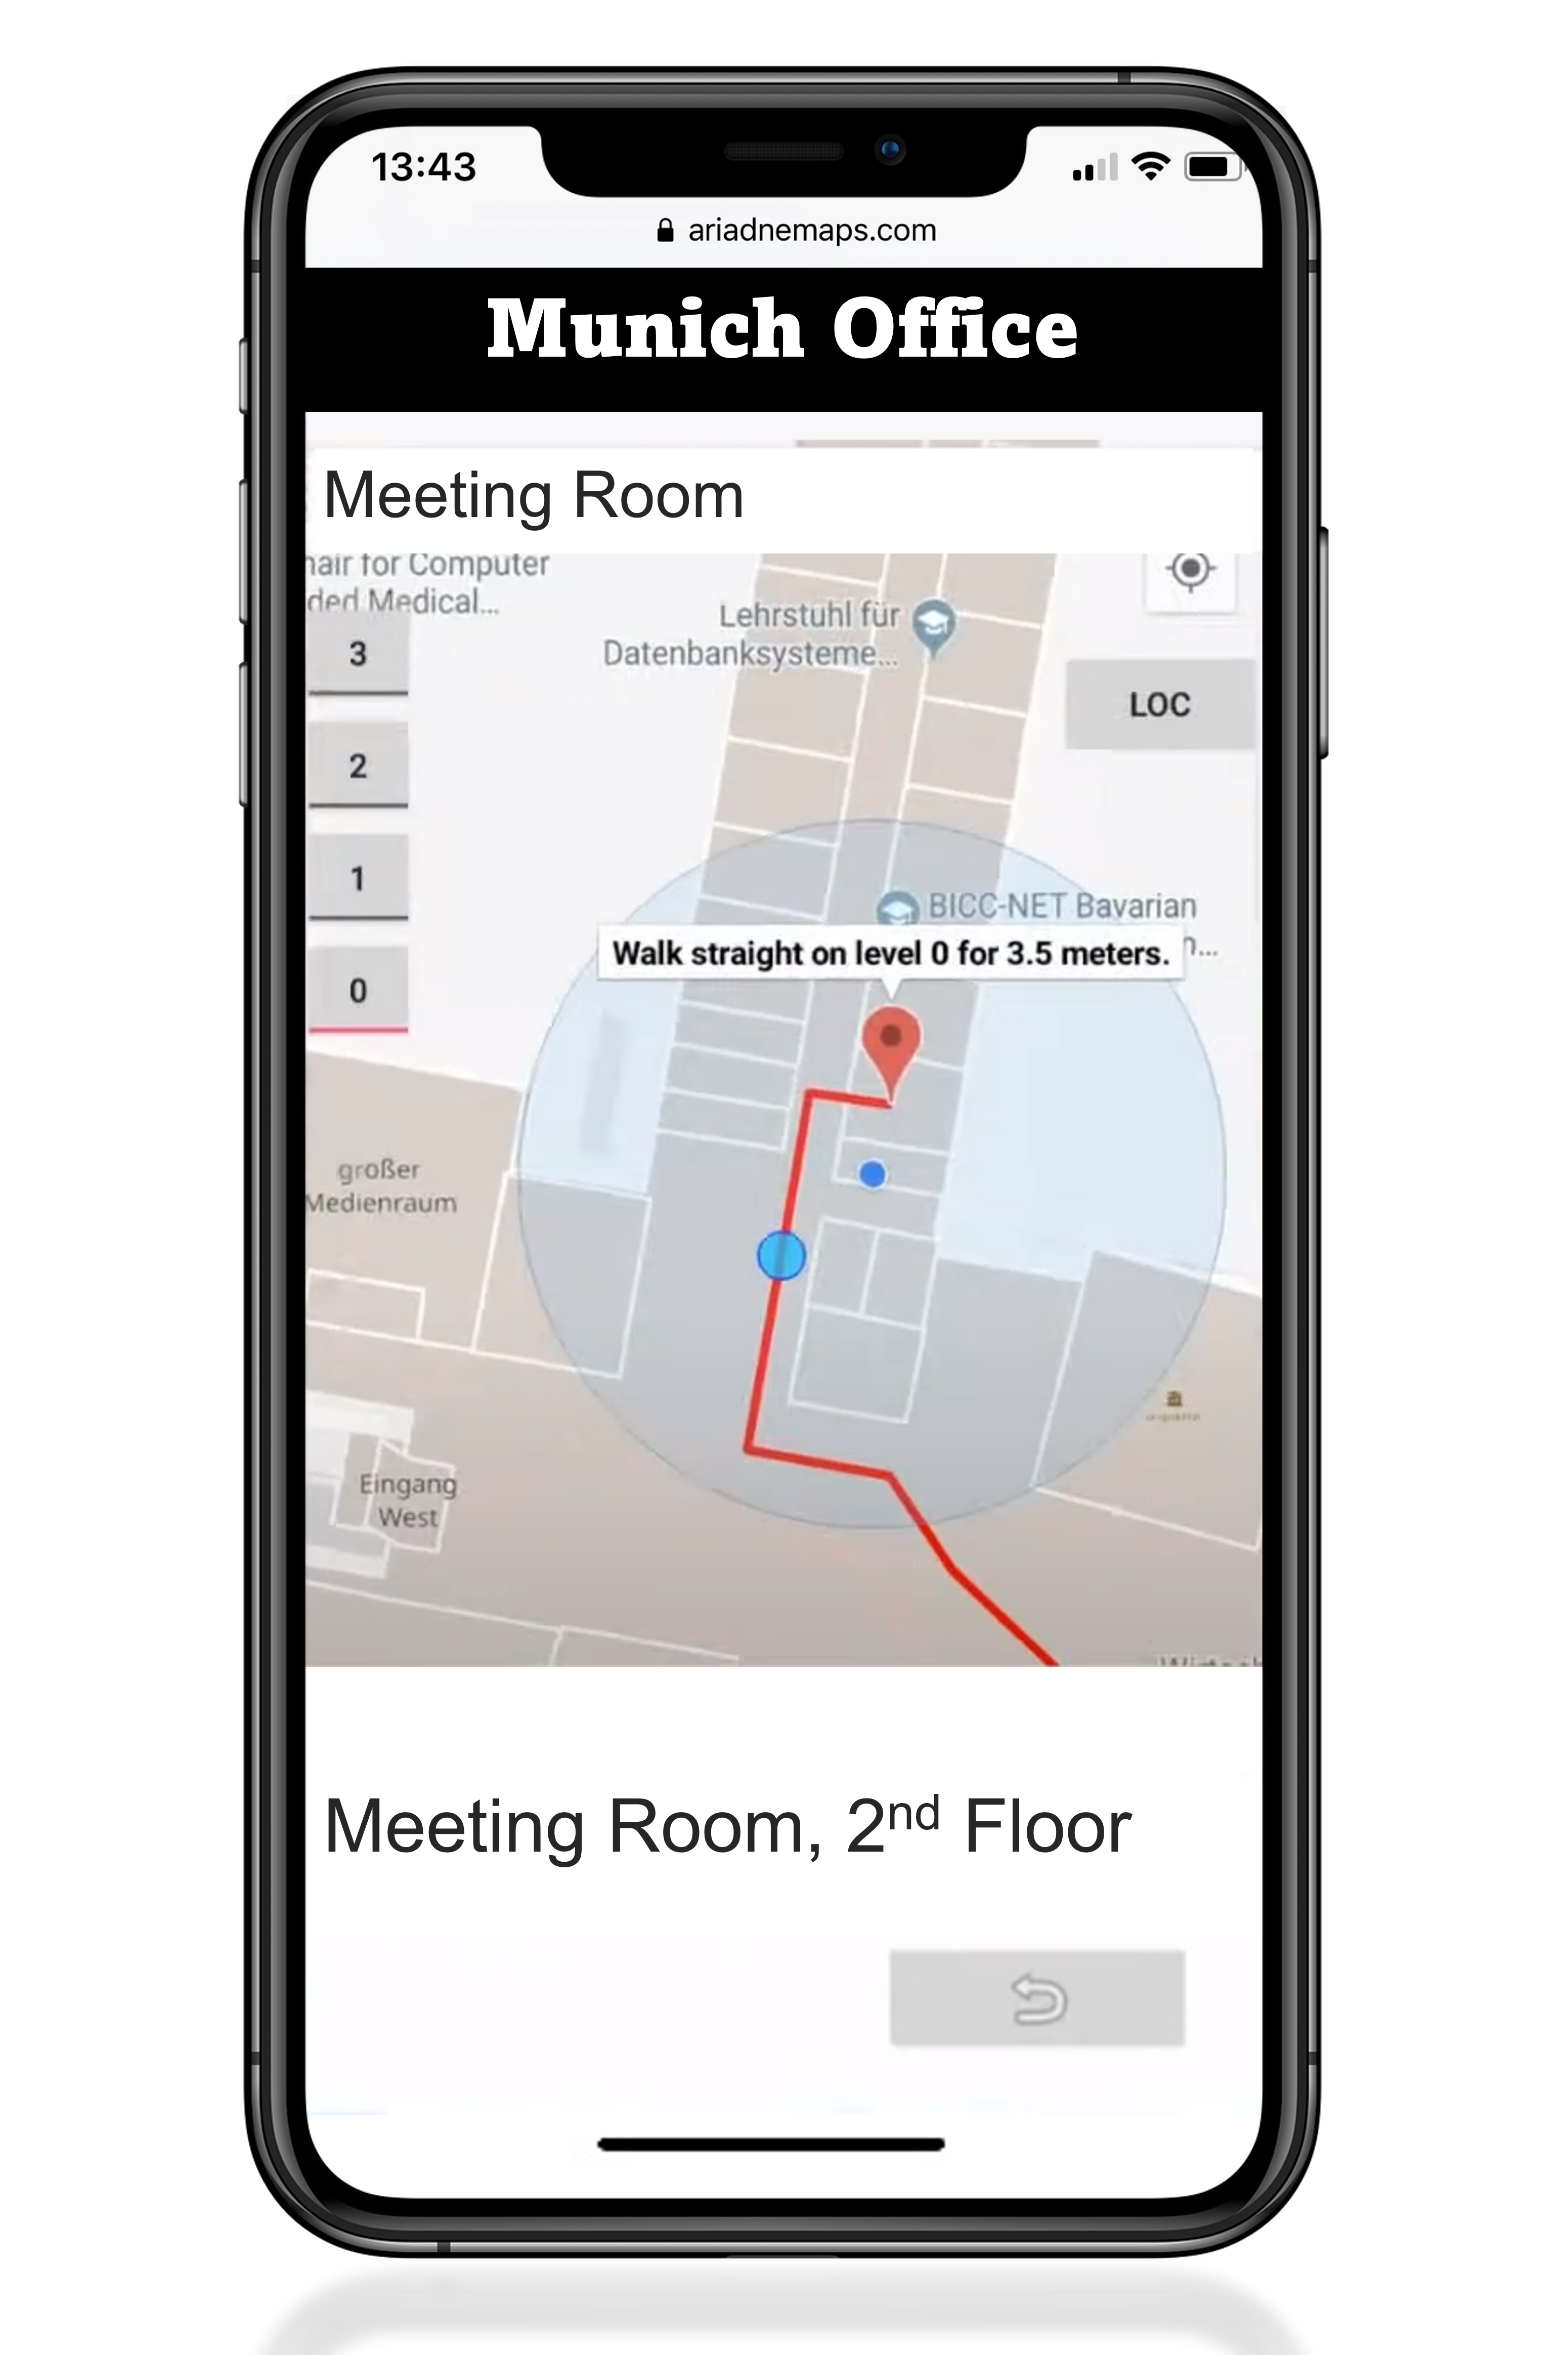 13:43
ariadnemaps.com
Munich Office
Meeting Room
hair for Computer
ded Medical...
3
Lehrstuhl für
Datenbanksysteme...
LOC
2
1
BICC-NET Bavarian
n...
Walk straight on level 0 for 3.5 meters.
0
großer
Medienraum
Eingang
West
Meeting Room, 2nd Floor